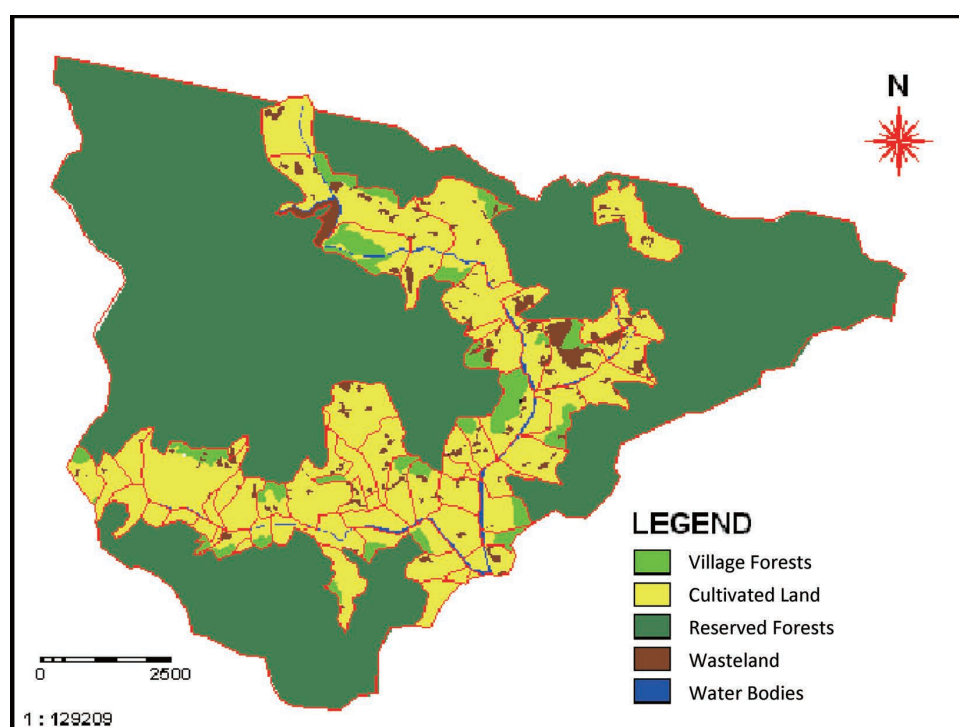 N
LEGEND
Village Forests
Cultivated Land
Reserved Forests
Wasteland
Water Bodies
0 2500
1 : 129209